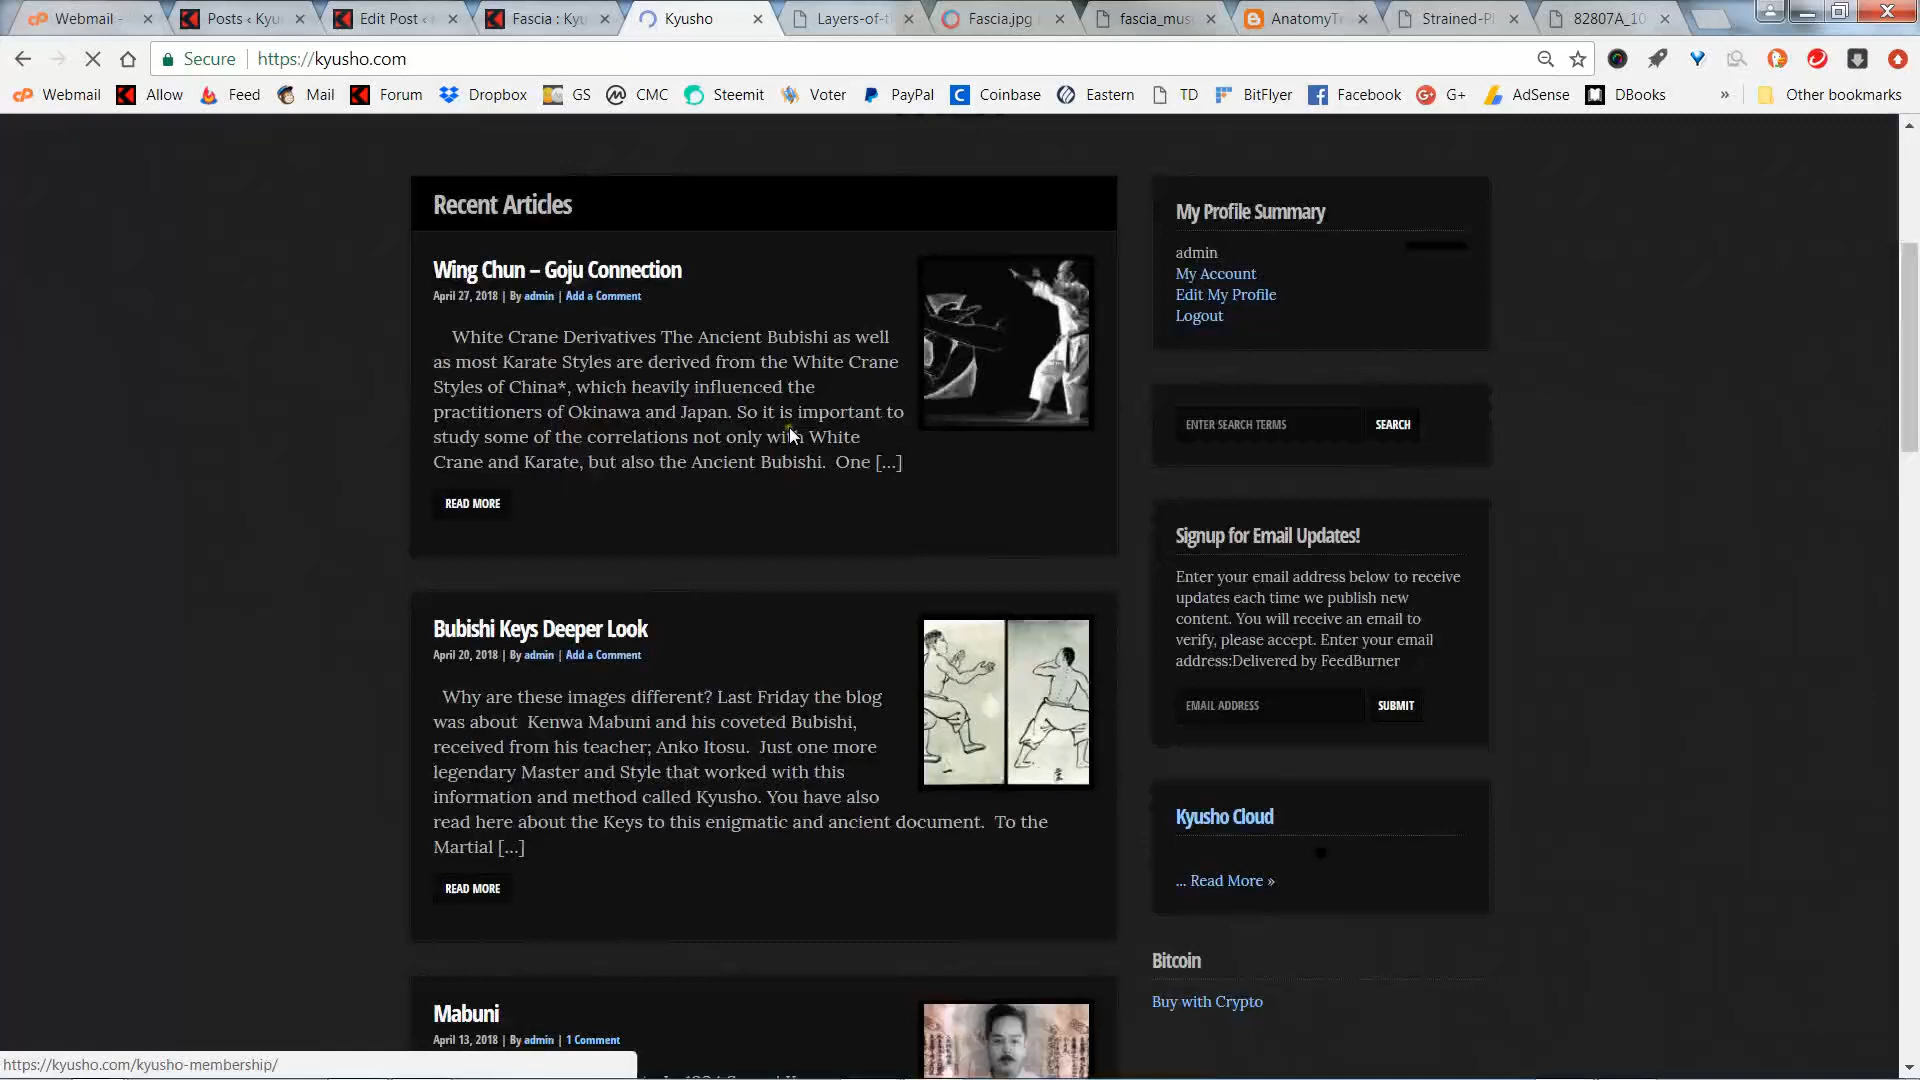 Webmail -
Posts ‹ Kyu
Edit Post ‹
Fascia : Kyu
Kyusho
Layers-of-t
Fascia.jpg
fascia_mus
AnatomyT
Strained-Pl
82807A_10
Secure
https://kyusho.com
Webmail
Allow
Feed
Mail
Forum
Dropbox
GS
CMC
Steemit
Voter
PayPal
Coinbase
Eastern
TD
BitFlyer
Facebook
G+
AdSense
DBooks
»
Other bookmarks
Recent Articles
Wing Chun – Goju Connection
April 27, 2018 | By admin | Add a Comment
White Crane Derivatives The Ancient Bubishi as well
as most Karate Styles are derived from the White Crane
Styles of China*, which heavily influenced the
practitioners of Okinawa and Japan. So it is important to
study some of the correlations not only with White
Crane and Karate, but also the Ancient Bubishi. One [...]
READ MORE
Bubishi Keys Deeper Look
April 20, 2018 | By admin | Add a Comment
Why are these images different? Last Friday the blog
was about Kenwa Mabuni and his coveted Bubishi,
received from his teacher; Anko Itosu. Just one more
legendary Master and Style that worked with this
information and method called Kyusho. You have also
read here about the Keys to this enigmatic and ancient document. To the
Martial [...]
READ MORE
Mabuni
April 13, 2018 | By admin | 1 Comment
My Profile Summary
admin
My Account
Edit My Profile
Logout
ENTER SEARCH TERMS
SEARCH
Signup for Email Updates!
Enter your email address below to receive
updates each time we publish new
content. You will receive an email to
verify, please accept. Enter your email
address:Delivered by FeedBurner
EMAIL ADDRESS
SUBMIT
Kyusho Cloud
... Read More »
Bitcoin
Buy with Crypto
https://kyusho.com/kyusho-membership/